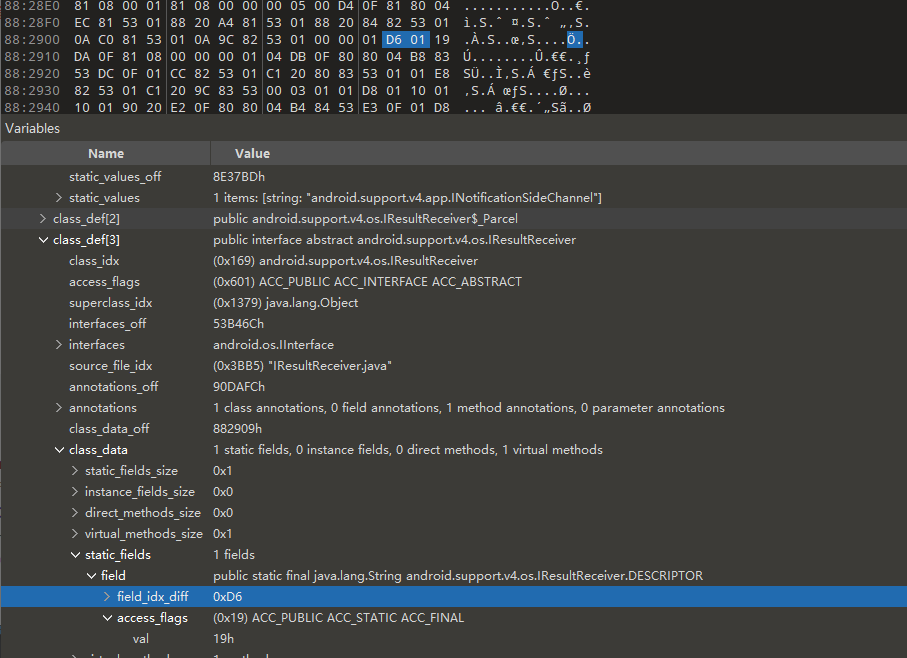 88:28E0 81 08 00 01 81 08 00 00 00 05 00 D4 0F 81 80 04 ...........Ô..€.
88:28F0 EC 81 53 01 88 20 A4 81 53 01 88 20 84 82 53 01 ì.S.ˆ ¤.S.ˆ „‚S.
88:2900 0A C0 81 53 01 0A 9C 82 53 01 00 00 01 D6 01 19 .À.S..œ‚S....Ö..
88:2910 DA 0F 81 08 00 00 00 01 04 DB 0F 80 80 04 B8 83 Ú........Û.€€.¸ƒ
88:2920 53 DC 0F 01 CC 82 53 01 C1 20 80 83 53 01 01 E8 SÜ..Ì‚S.Á €ƒS..è
88:2930 82 53 01 C1 20 9C 83 53 00 03 01 01 D8 01 10 01 ‚S.Á œƒS....Ø...
88:2940 10 01 90 20 E2 0F 80 80 04 B4 84 53 E3 0F 01 D8 ... â.€€.´„Sã..Ø
Variables
Name Value
static_values_off 8E37BDh
static_values 1 items: [string: "android.support.v4.app.INotificationSideChannel"]
class_def[2] public android.support.v4.os.IResultReceiver$_Parcel
class_def[3] public interface abstract android.support.v4.os.IResultReceiver
class_idx (0x169) android.support.v4.os.IResultReceiver
access_flags (0x601) ACC_PUBLIC ACC_INTERFACE ACC_ABSTRACT
superclass_idx (0x1379) java.lang.Object
interfaces_off 53B46Ch
interfaces android.os.IInterface
source_file_idx (0x3BB5) "IResultReceiver.java"
annotations_off 90DAFCh
annotations 1 class annotations, 0 field annotations, 1 method annotations, 0 parameter annotations
class_data_off 882909h
class_data 1 static fields, 0 instance fields, 0 direct methods, 1 virtual methods
static_fields_size 0x1
instance_fields_size 0x0
direct_methods_size 0x0
virtual_methods_size 0x1
static_fields 1 fields
field public static final java.lang.String android.support.v4.os.IResultReceiver.DESCRIPTOR
field_idx_diff 0xD6
access_flags (0x19) ACC_PUBLIC ACC_STATIC ACC_FINAL
val 19h